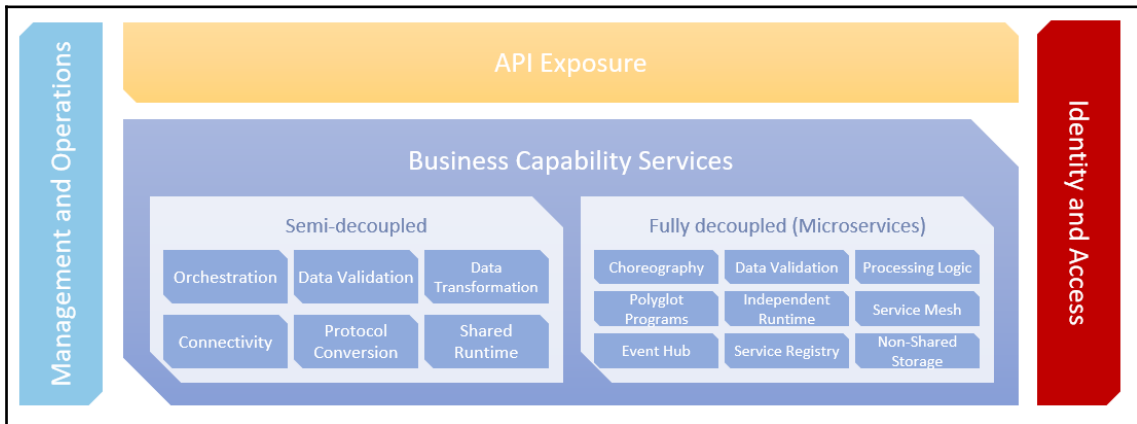 Management and Operations
API Exposure
Identity and Access
Business Capability Services
Semi-decoupled
Orchestration
Data Validation
Data
Transformation
Connectivity
Protocol
Conversion
Shared
Runtime
Fully decoupled (Microservices)
Choreography
Data Validation
Processing Logic
Polyglot
Programs
Independent
Runtime
Service Mesh
Event Hub
Service Registry
Non-Shared
Storage